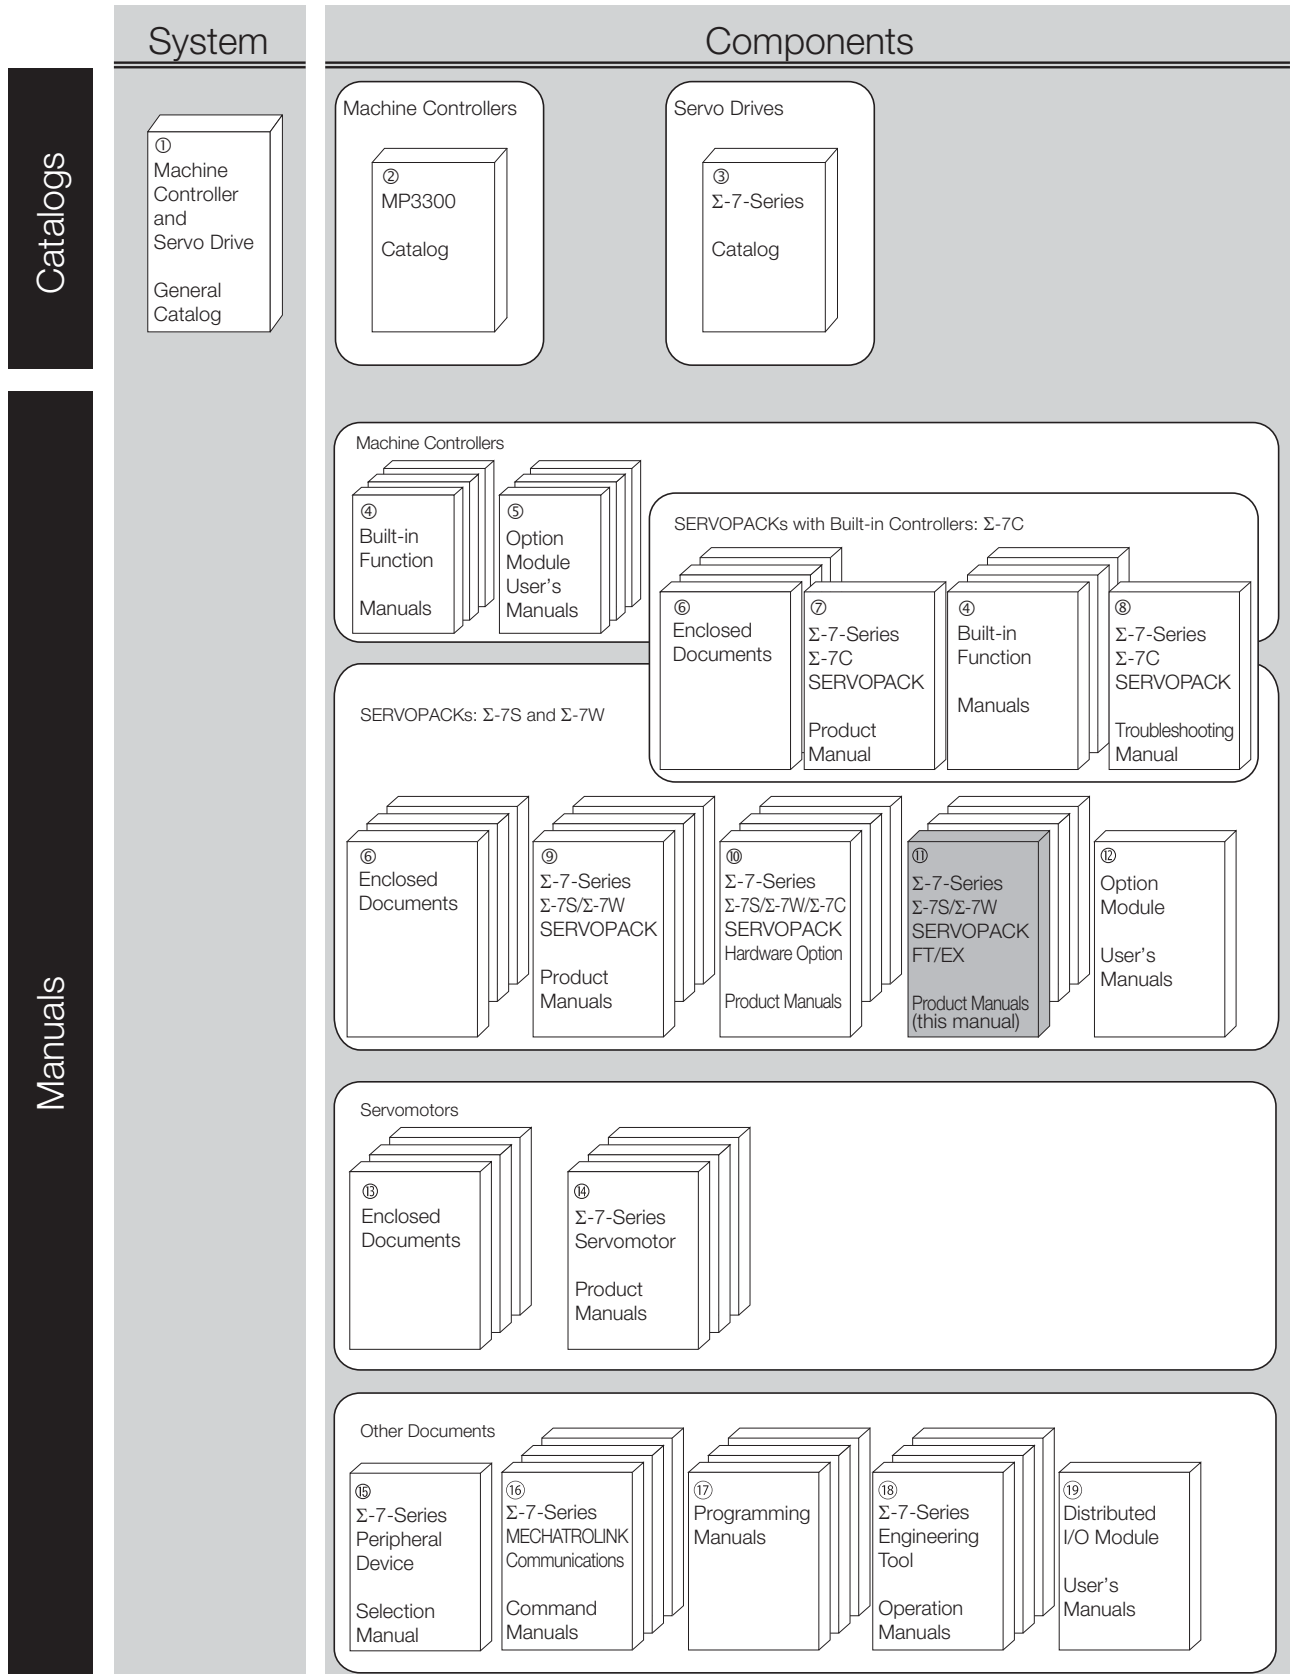 System
Components
Catalogs
①
Machine
Controller
and
Servo Drive
General
Catalog
Machine Controllers
②
MP3300
Catalog
Servo Drives
③
Σ-7-Series
Catalog
Manuals
Machine Controllers
④
Built-in
Function
Manuals
⑤
Option
Module
User's
Manuals
SERVOPACKs with Built-in Controllers: Σ-7C
⑥
Enclosed
Documents
⑦
Σ-7-Series
Σ-7C
SERVOPACK
Product
Manual
④
Built-in
Function
Manuals
⑧
Σ-7-Series
Σ-7C
SERVOPACK
Troubleshooting
Manual
SERVOPACKs: Σ-7S and Σ-7W
⑥
Enclosed
Documents
⑨
Σ-7-Series
Σ-7S/Σ-7W
SERVOPACK
Product
Manuals
⑩
Σ-7-Series
Σ-7S/Σ-7W/Σ-7C
SERVOPACK
Hardware Option
Product Manuals
⑪
Σ-7-Series
Σ-7S/Σ-7W
SERVOPACK
FT/EX
Product Manuals
(this manual)
⑫
Option
Module
User's
Manuals
Servomotors
⑬
Enclosed
Documents
⑭
Σ-7-Series
Servomotor
Product
Manuals
Other Documents
⑮
Σ-7-Series
Peripheral
Device
Selection
Manual
⑯
Σ-7-Series
MECHATROLINK
Communications
Command
Manuals
⑰
Programming
Manuals
⑱
Σ-7-Series
Engineering
Tool
Operation
Manuals
⑲
Distributed
I/O Module
User's
Manuals